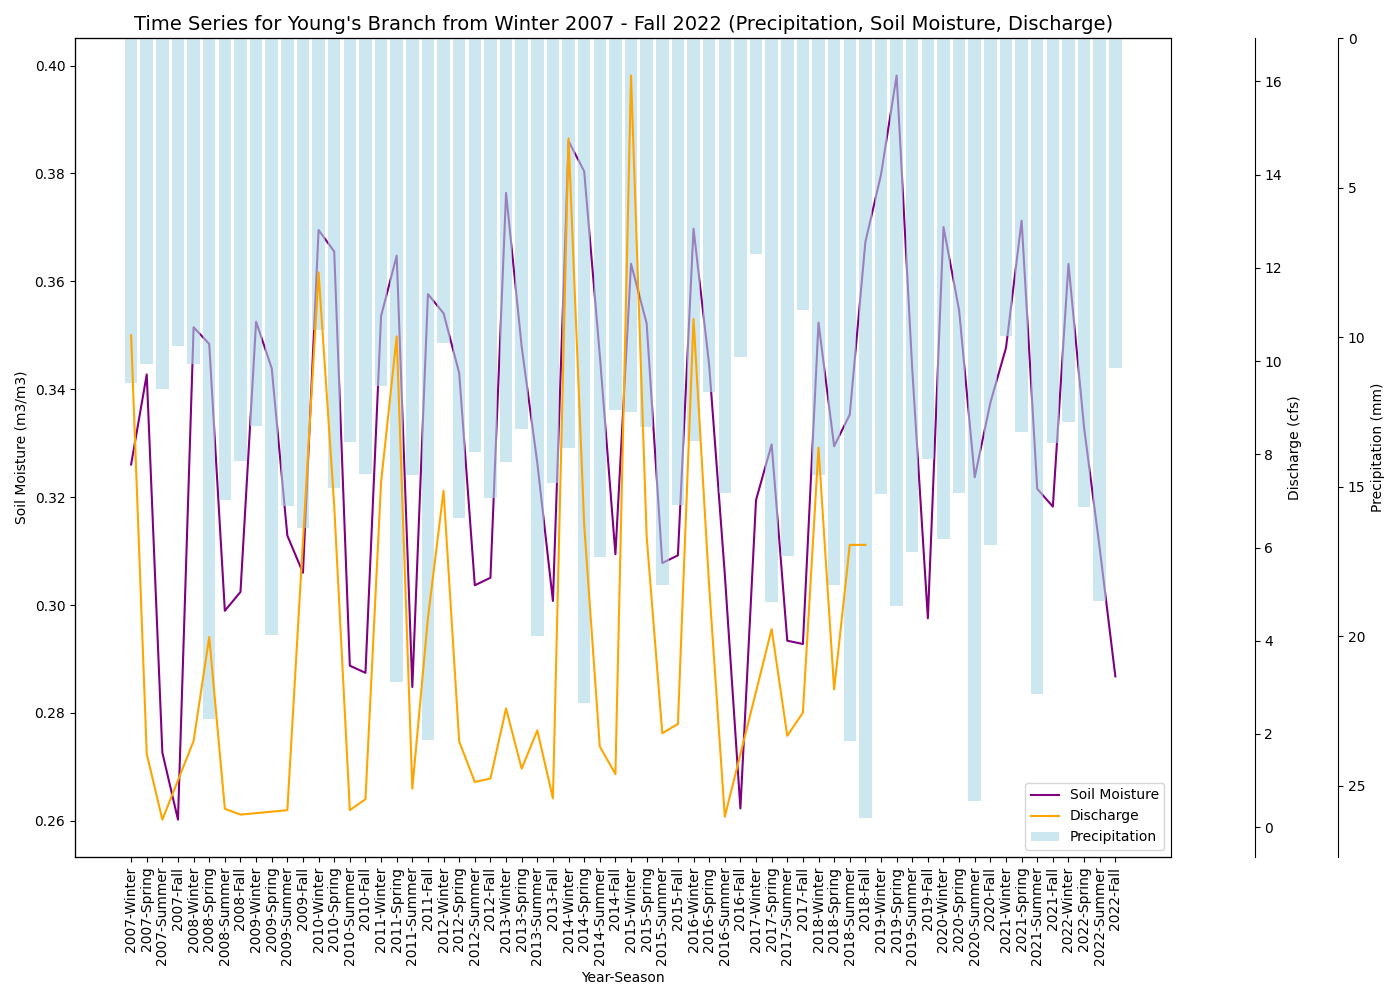 Time Series for Young's Branch from Winter 2007 - Fall 2022 (Precipitation, Soil Moisture, Discharge)
0.40
0.38
0.36
0.34
0.32
0.30
0.28
0.26
Soil Moisture (m3/m3)
16
14
12
10
8
6
4
2
0
Discharge (cfs)
0
5
10
15
20
25
Precipitation (mm)
Soil Moisture
Discharge
Precipitation
2007-Winter
2007-Spring
2007-Summer
2007-Fall
2008-Winter
2008-Spring
2008-Summer
2008-Fall
2009-Winter
2009-Spring
2009-Summer
2009-Fall
2010-Winter
2010-Spring
2010-Summer
2010-Fall
2011-Winter
2011-Spring
2011-Summer
2011-Fall
2012-Winter
2012-Spring
2012-Summer
2012-Fall
2013-Winter
2013-Spring
2013-Summer
2013-Fall
2014-Winter
2014-Spring
2014-Summer
2014-Fall
2015-Winter
2015-Spring
2015-Summer
2015-Fall
2016-Winter
2016-Spring
2016-Summer
2016-Fall
2017-Winter
2017-Spring
2017-Summer
2017-Fall
2018-Winter
2018-Spring
2018-Summer
2018-Fall
2019-Winter
2019-Spring
2019-Summer
2019-Fall
2020-Winter
2020-Spring
2020-Summer
2020-Fall
2021-Winter
2021-Spring
2021-Summer
2021-Fall
2022-Winter
2022-Spring
2022-Summer
2022-Fall
Year-Season